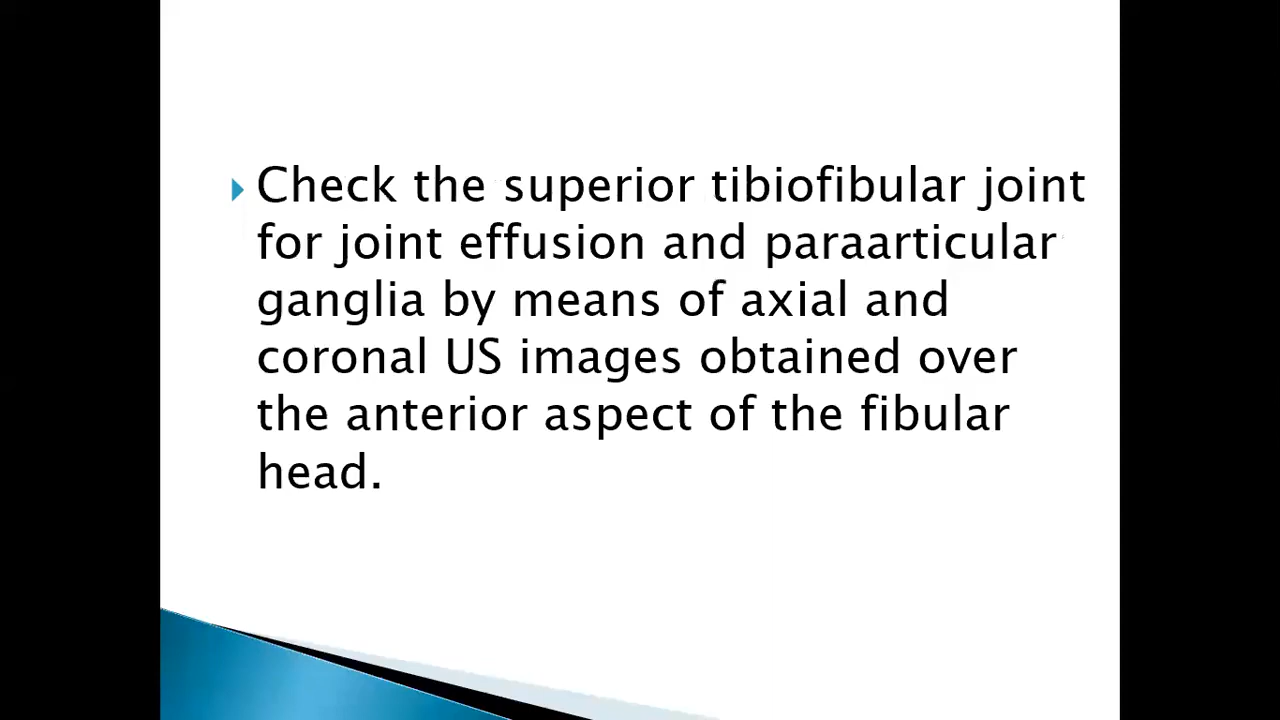 Check the superior tibiofibular joint
for joint effusion and paraarticular
ganglia by means of axial and
coronal US images obtained over
the anterior aspect of the fibular
head.